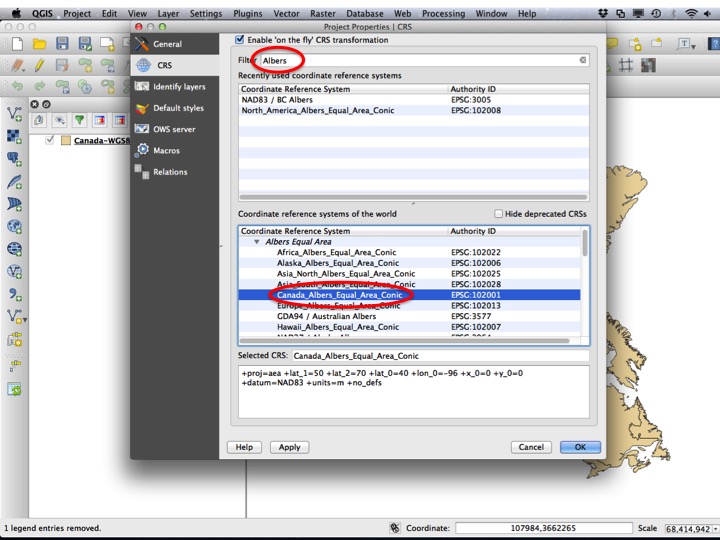 QGIS Project Edit View Layer Settings Plugins Vector Raster Database Web Processing Window Help
Project Properties | CRS
General
CRS
Identify layers
Default styles
OWS server
Macros
Relations
Enable 'on the fly' CRS transformation
Filter Albers
Recently used coordinate reference systems
Coordinate Reference System Authority ID
NAD83 / BC Albers EPSG:3005
North_America_Albers_Equal_Area_Conic EPSG:102008
Canada-WGS8
Coordinate reference systems of the world Hide deprecated CRSs
Coordinate Reference System Authority ID
Albers Equal Area
Africa_Albers_Equal_Area_Conic EPSG:102022
Alaska_Albers_Equal_Area_Conic EPSG:102006
Asia_North_Albers_Equal_Area_Conic EPSG:102025
Asia_South_Albers_Equal_Area_Conic EPSG:102028
Canada_Albers_Equal_Area_Conic EPSG:102001
Europe_Albers_Equal_Area_Conic EPSG:102013
GDA94 / Australian Albers EPSG:3577
Hawaii_Albers_Equal_Area_Conic EPSG:102007
Selected CRS: Canada_Albers_Equal_Area_Conic
+proj=aea +lat_1=50 +lat_2=70 +lat_0=40 +lon_0=-96 +x_0=0 +y_0=0
+datum=NAD83 +units=m +no_defs
Help Apply Cancel OK
1 legend entries removed. Coordinate: 107984,3662265 Scale 68,414,942